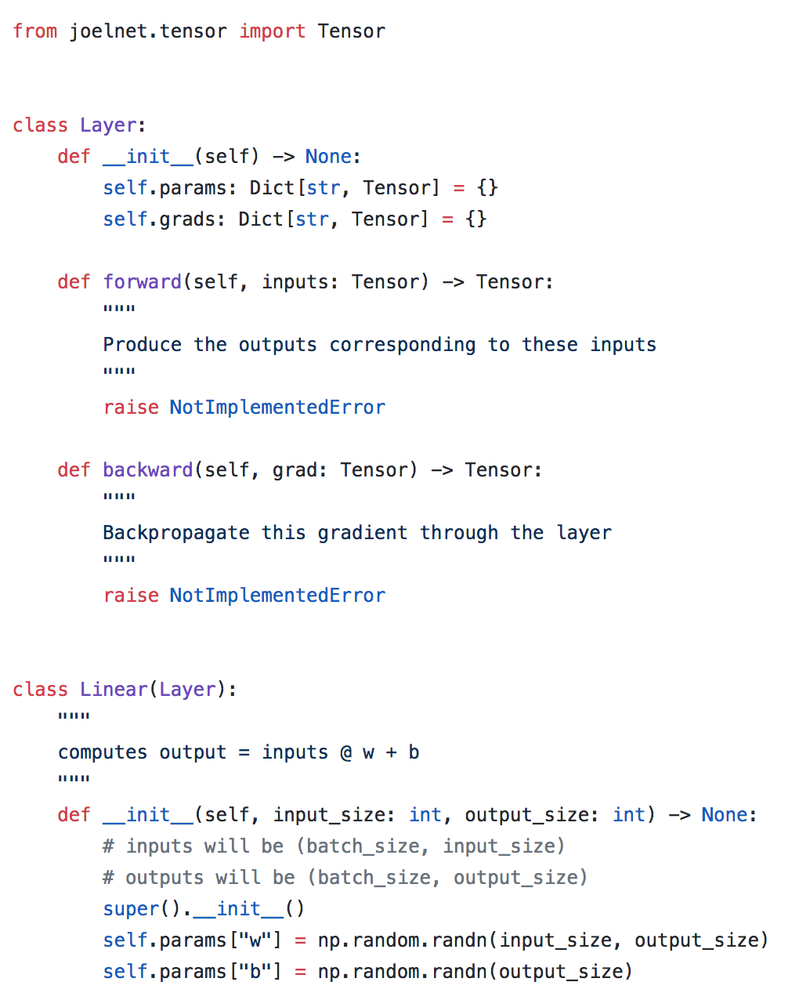 from joelnet.tensor import Tensor


class Layer:
    def __init__(self) -> None:
        self.params: Dict[str, Tensor] = {}
        self.grads: Dict[str, Tensor] = {}

    def forward(self, inputs: Tensor) -> Tensor:
        """
        Produce the outputs corresponding to these inputs
        """
        raise NotImplementedError

    def backward(self, grad: Tensor) -> Tensor:
        """
        Backpropagate this gradient through the layer
        """
        raise NotImplementedError


class Linear(Layer):
    """
    computes output = inputs @ w + b
    """
    def __init__(self, input_size: int, output_size: int) -> None:
        # inputs will be (batch_size, input_size)
        # outputs will be (batch_size, output_size)
        super().__init__()
        self.params["w"] = np.random.randn(input_size, output_size)
        self.params["b"] = np.random.randn(output_size)